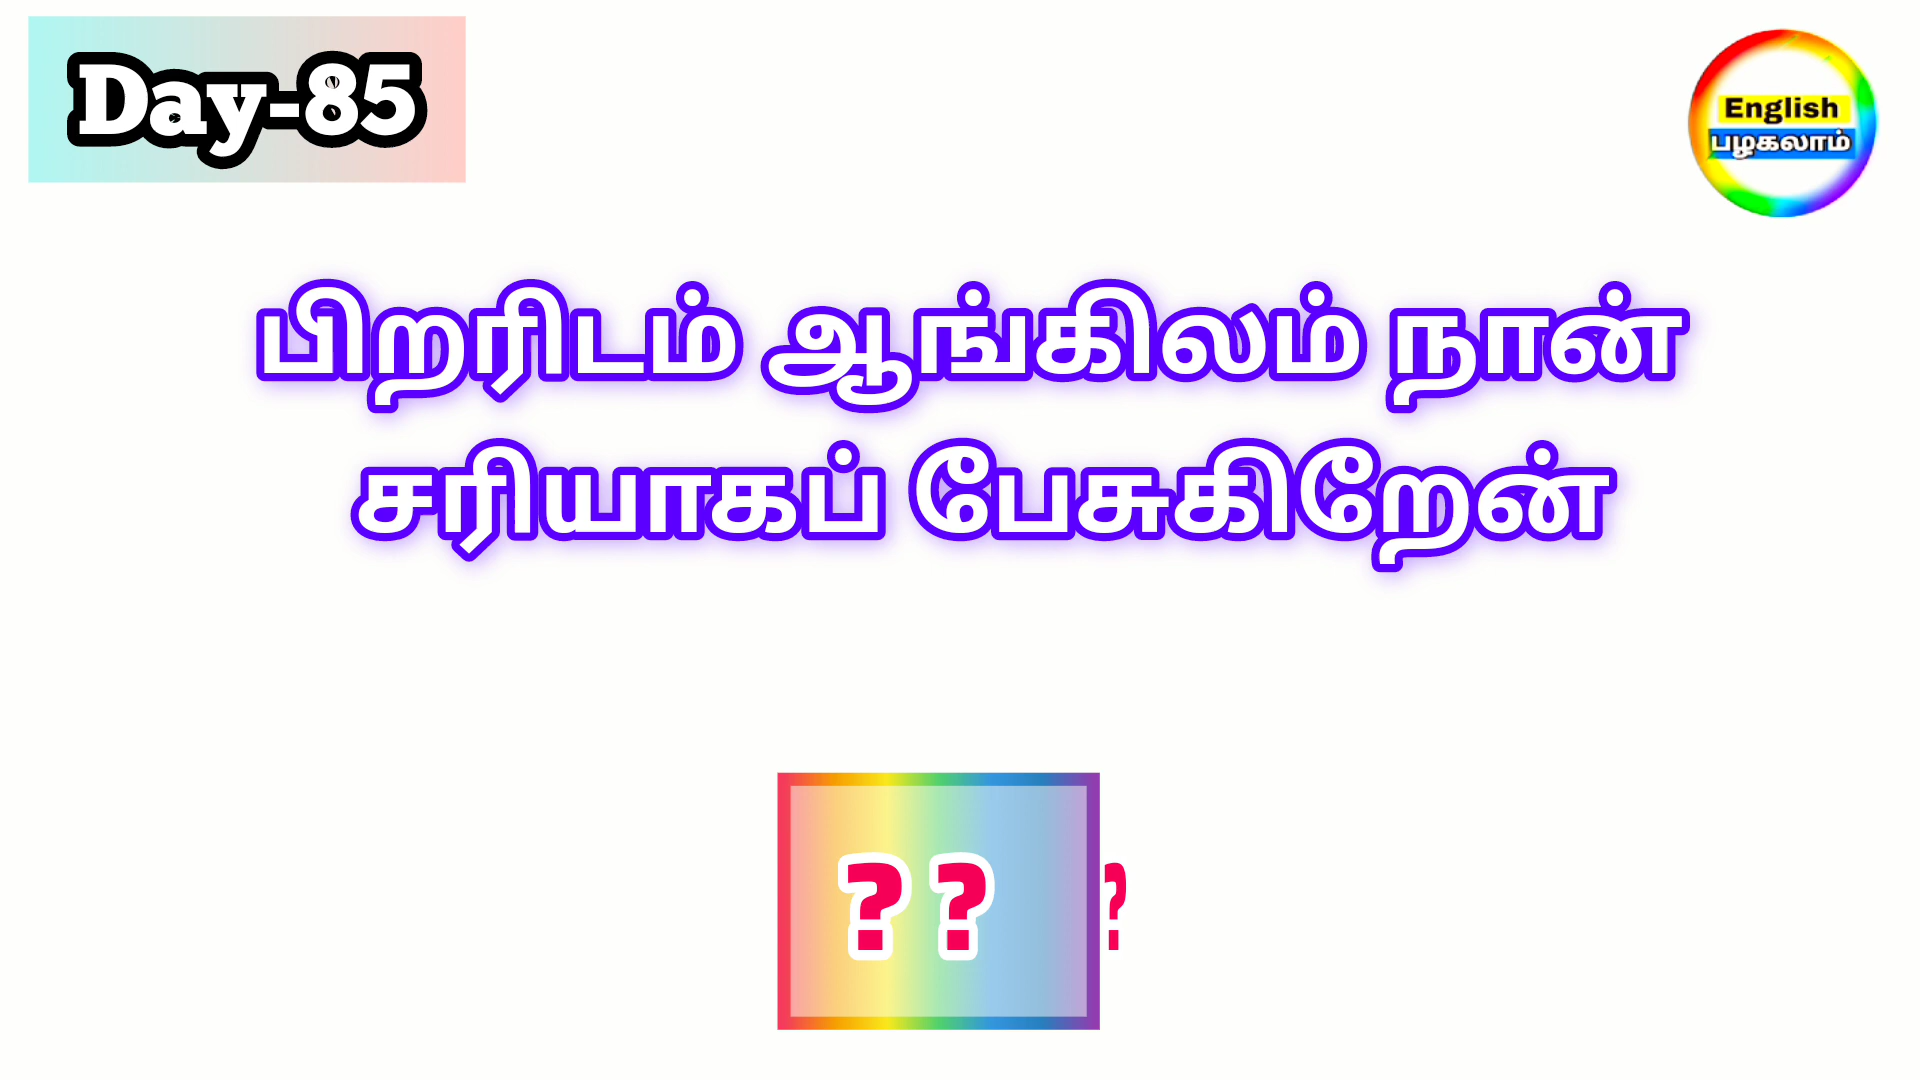 Day-85
English
பழகலாம்
பிறரிடம் ஆங்கிலம் நான்
சரியாகப் பேசுகிறேன்
? ? ?